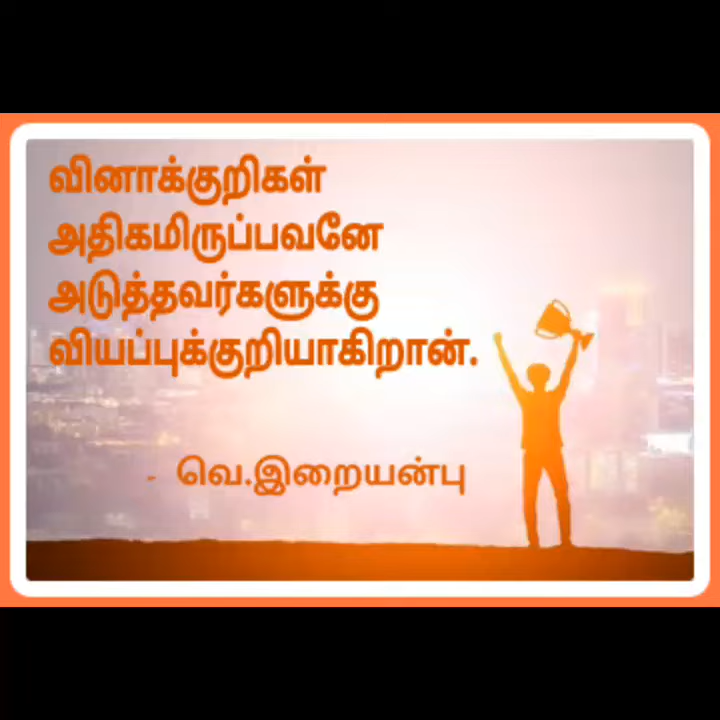 வினாக்குறிகள்
அதிகமிருப்பவனே
அடுத்தவர்களுக்கு
வியப்புக்குறியாகிறான்.
- வெ.இறையன்பு